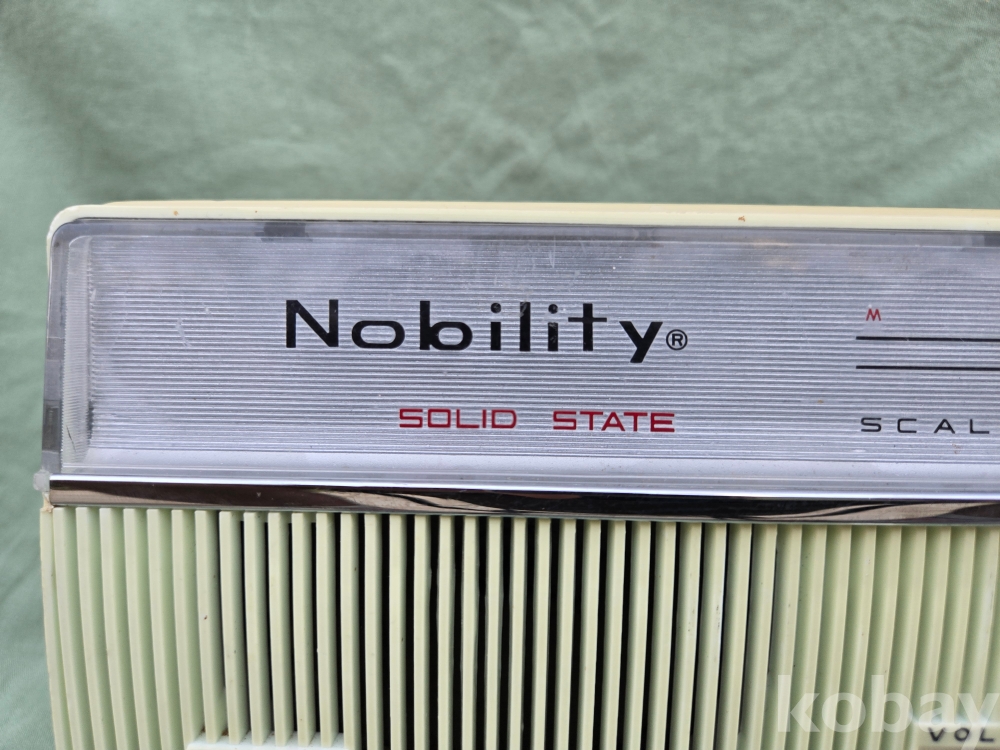 Nobility®
M
SOLID STATE
SCAL
kobay
VOL